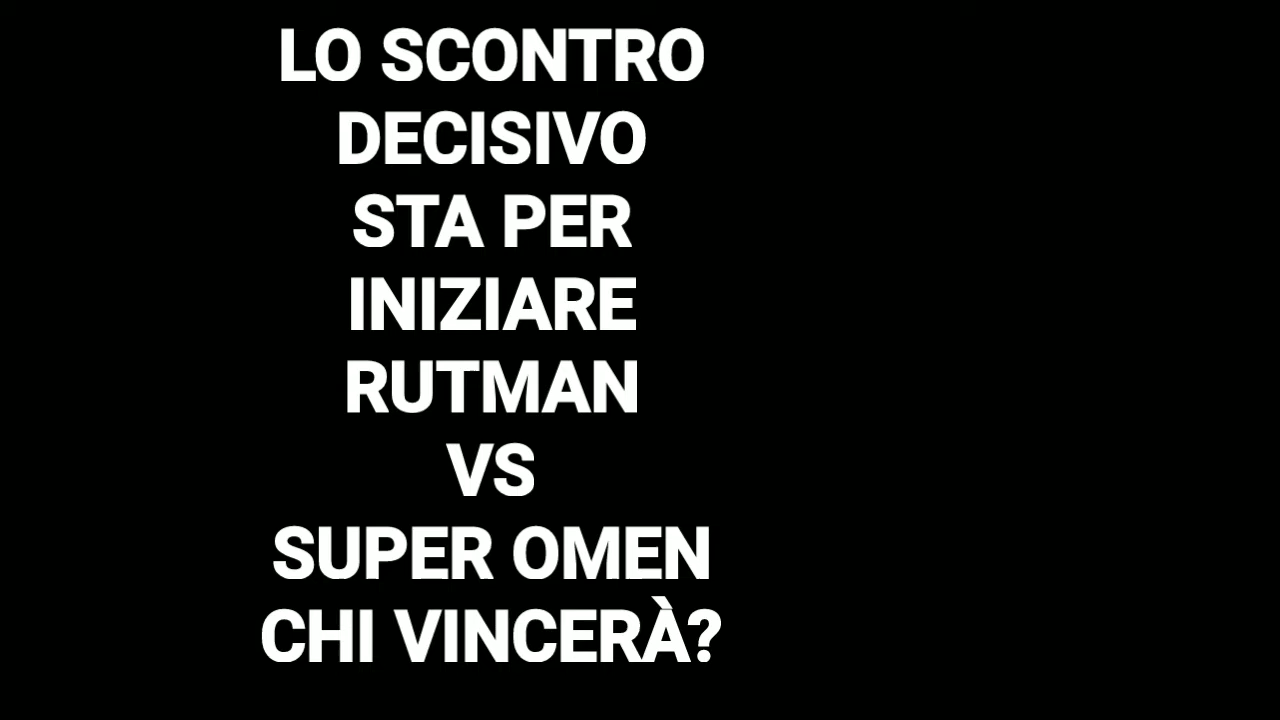 LO SCONTRO
DECISIVO
STA PER
INIZIARE
RUTMAN
VS
SUPER OMEN
CHI VINCERÀ?